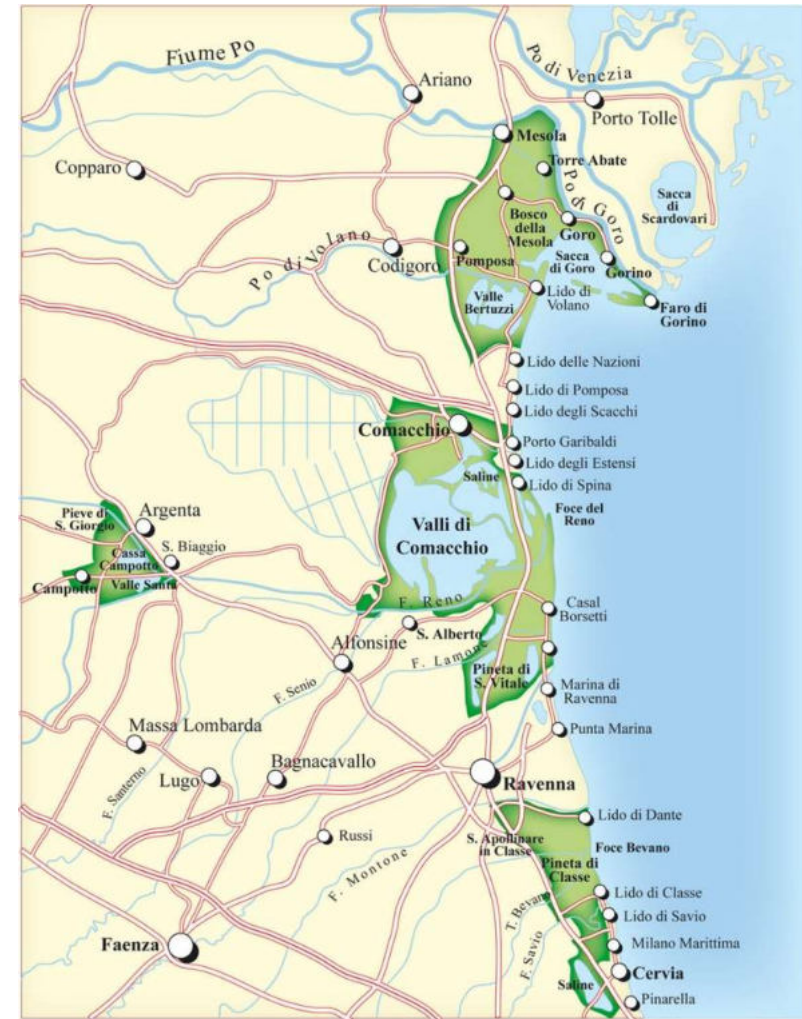 Fiume Po
Po di Venezia
Ariano
Porto Tolle
Mesola
Copparo
Torre Abate
Po di Goro
Sacca
di
Scardovari
Bosco
della
Mesola
Goro
Po di Volano
Codigoro
Pomposa
Sacca
di Goro
Gorino
Valle
Bertuzzi
Lido di
Volano
Faro di
Gorino
Lido delle Nazioni
Lido di Pomposa
Lido degli Scacchi
Comacchio
Porto Garibaldi
Lido degli Estensi
Saline
Lido di Spina
Pieve di
S. Giorgio
Argenta
Valli di
Comacchio
Foce del
Reno
Cassa
Campotto
S. Biaggio
Campotto
Valle Santa
F. Reno
Casal
Borsetti
S. Alberto
Alfonsine
F. Lamone
Pineta di
S. Vitale
F. Senio
Marina di
Ravenna
Massa Lombarda
Punta Marina
Lugo
Bagnacavallo
Ravenna
F. Santerno
Lido di Dante
Russi
S. Apollinare
in Classe
Foce Bevano
F. Montone
Pineta di
Classe
Lido di Classe
T. Bevano
Lido di Savio
Faenza
F. Savio
Milano Marittima
Cervia
Saline
Pinarella